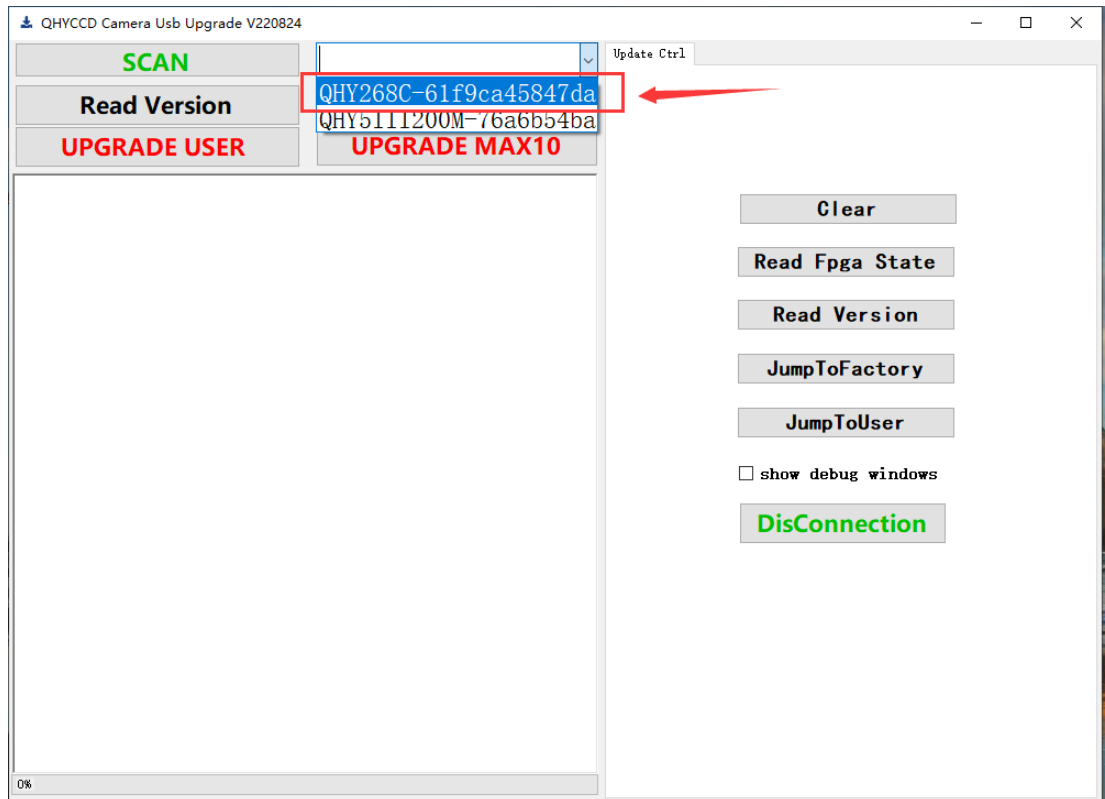 QHYCCD Camera Usb Upgrade V220824
SCAN
Update Ctrl
Read Version
QHY268C-61f9ca45847da
QHY5III200M-76a6b54ba
UPGRADE USER
UPGRADE MAX10
Clear
Read Fpga State
Read Version
JumpToFactory
JumpToUser
show debug windows
DisConnection
0%